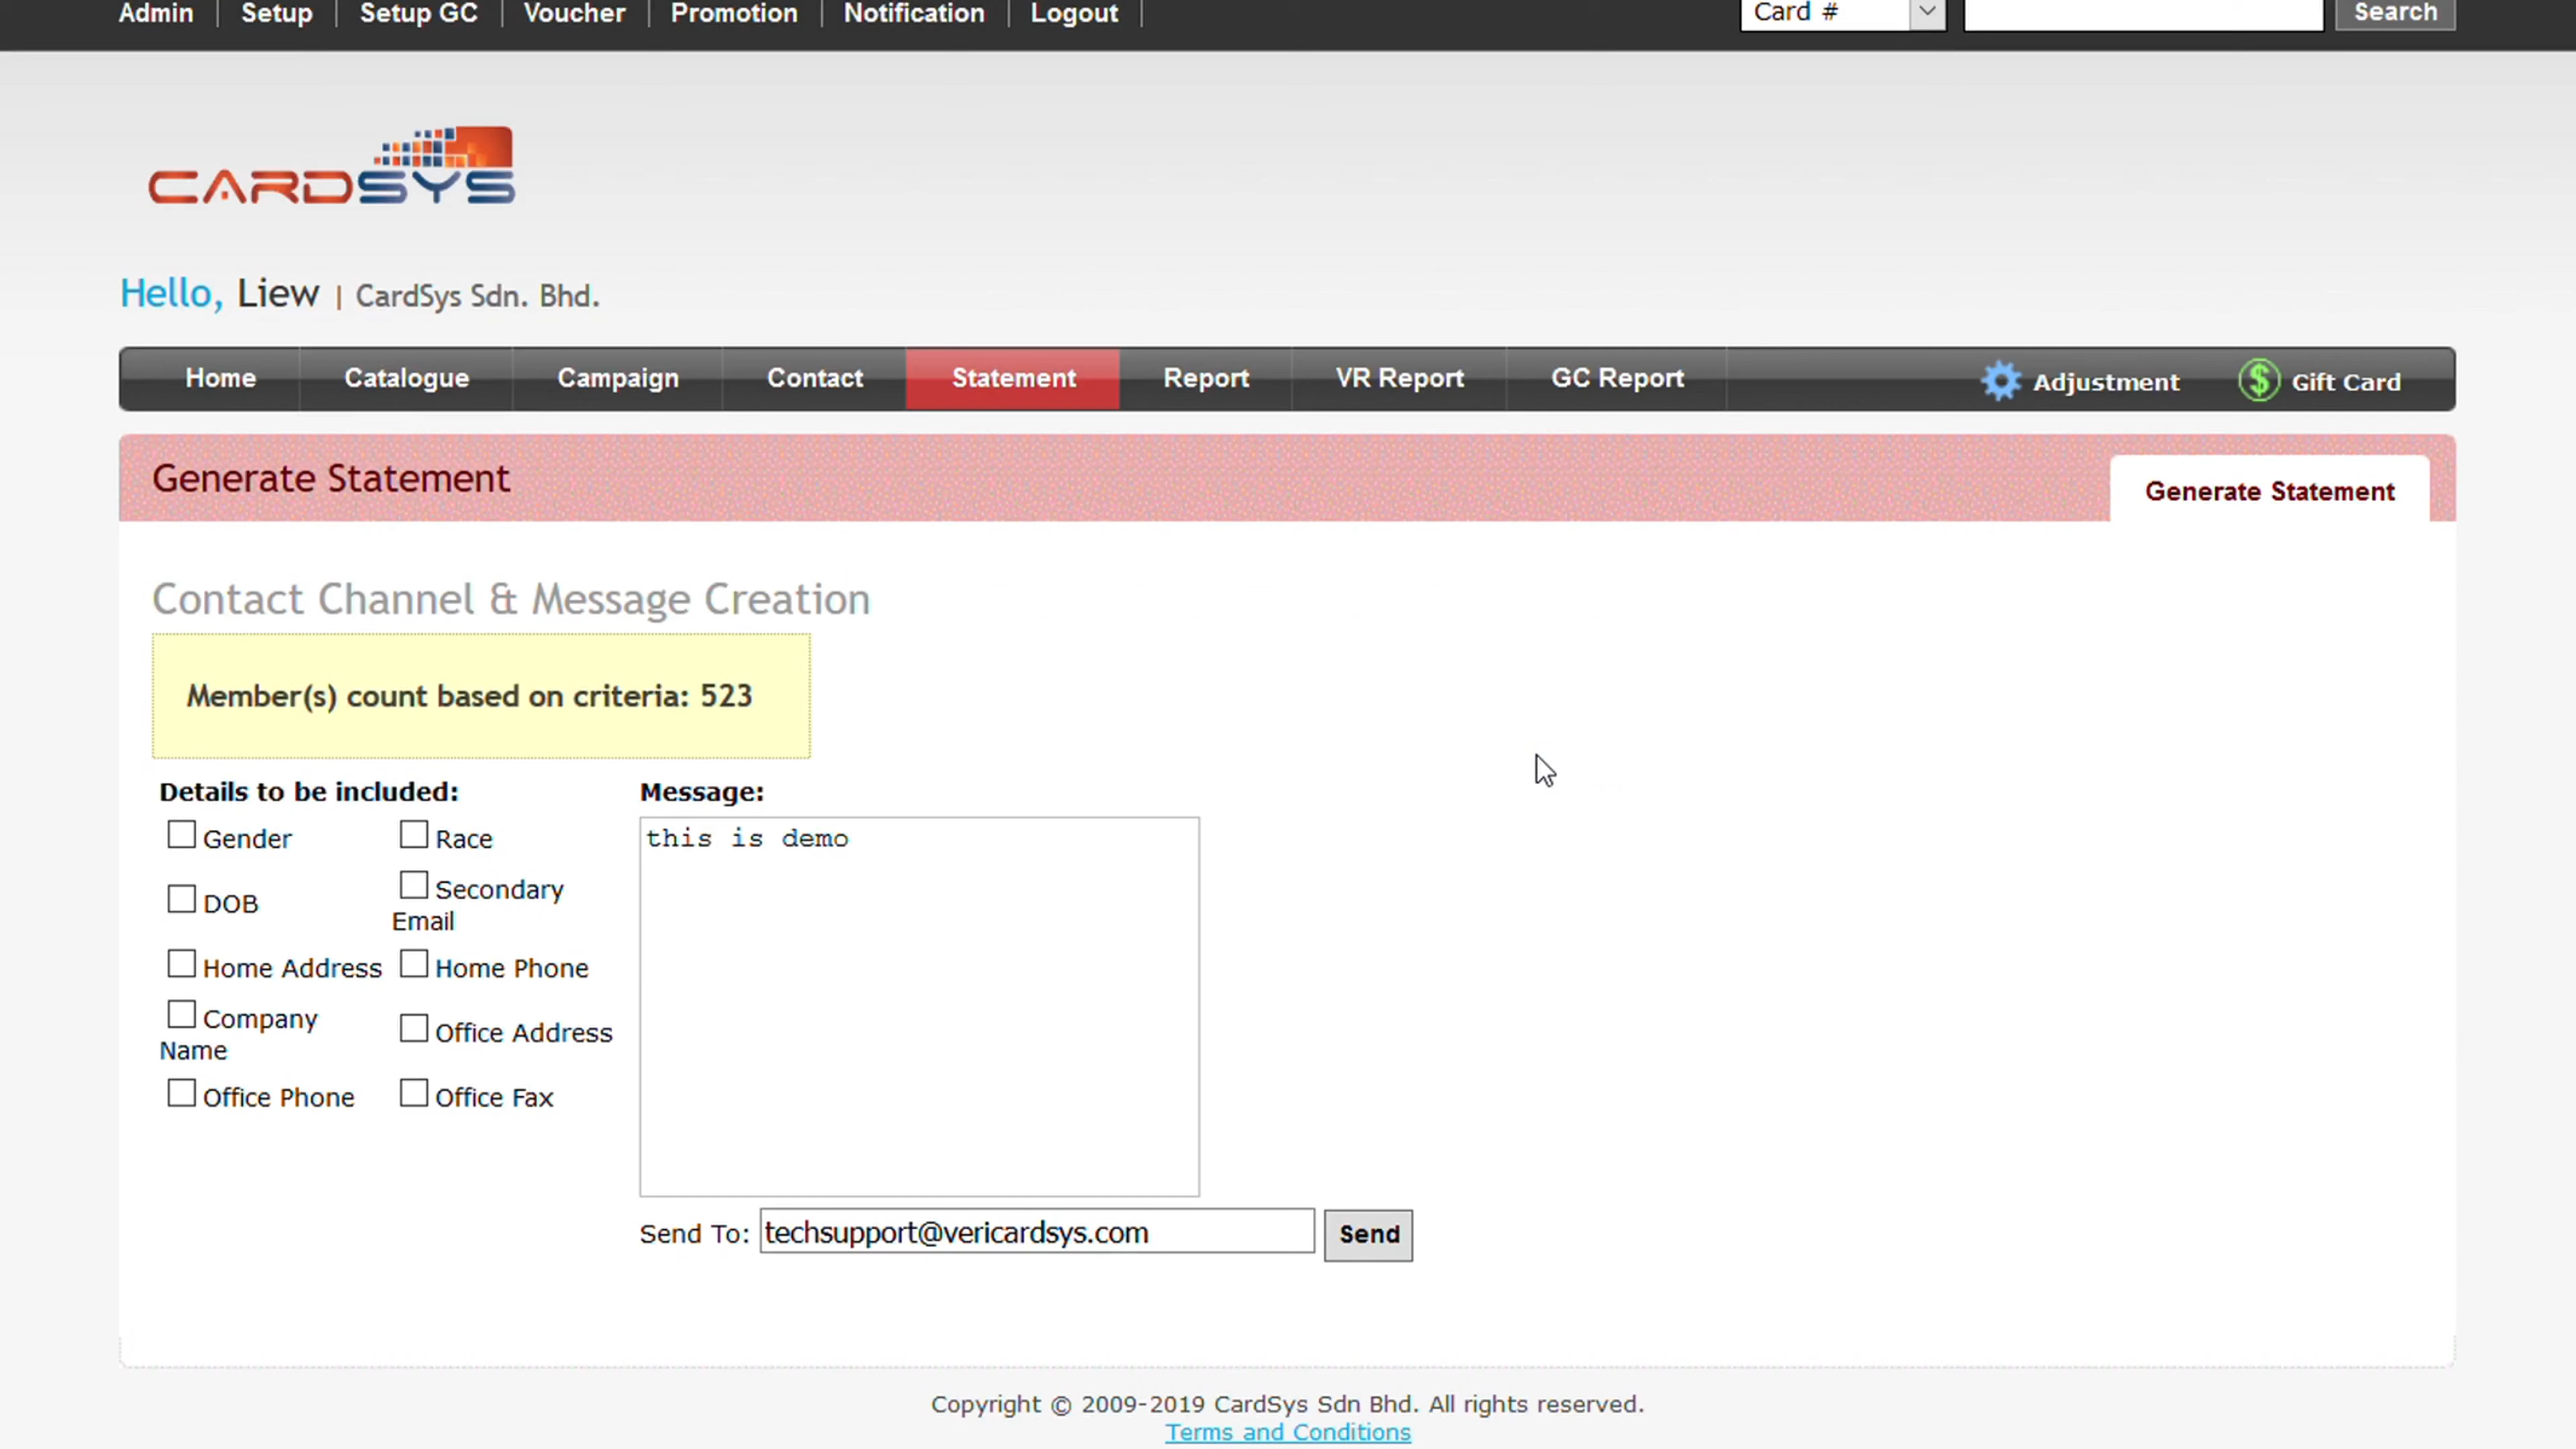 Admin Setup Setup GC Voucher Promotion Notification Logout Card # Search
CARDSYS
Hello, Liew | CardSys Sdn. Bhd.
Home Catalogue Campaign Contact Statement Report VR Report GC Report Adjustment Gift Card
Generate Statement Generate Statement
Contact Channel & Message Creation
Member(s) count based on criteria: 523
Details to be included: Message:
Gender Race this is demo
DOB Secondary
Email
Home Address Home Phone
Company Office Address
Name
Office Phone Office Fax
Send To: techsupport@vericardsys.com Send
Copyright © 2009-2019 CardSys Sdn Bhd. All rights reserved.
Terms and Conditions